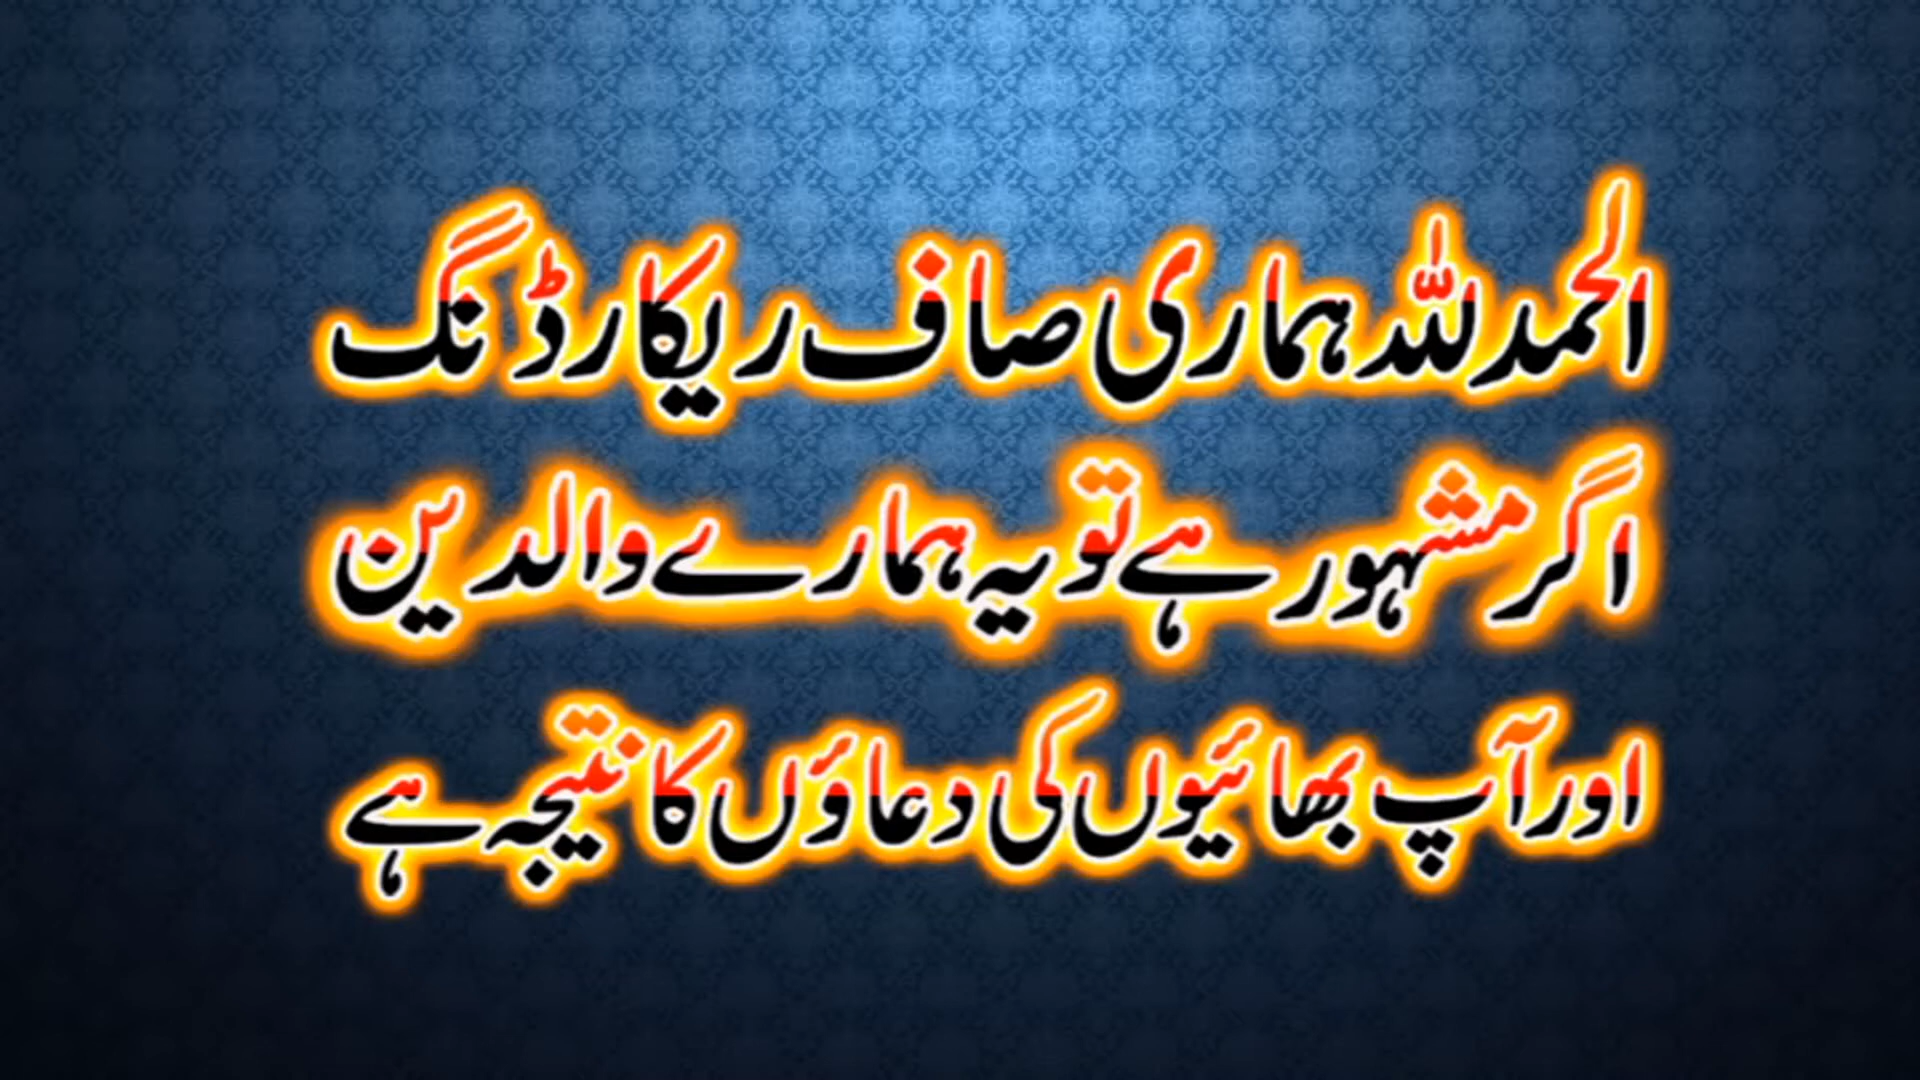 الحمدللہ ہماری صاف ریکارڈنگ
اگر مشہور ہے تو یہ ہمارے والدین
اور آپ بھائیوں کی دعاؤں کا نتیجہ ہے